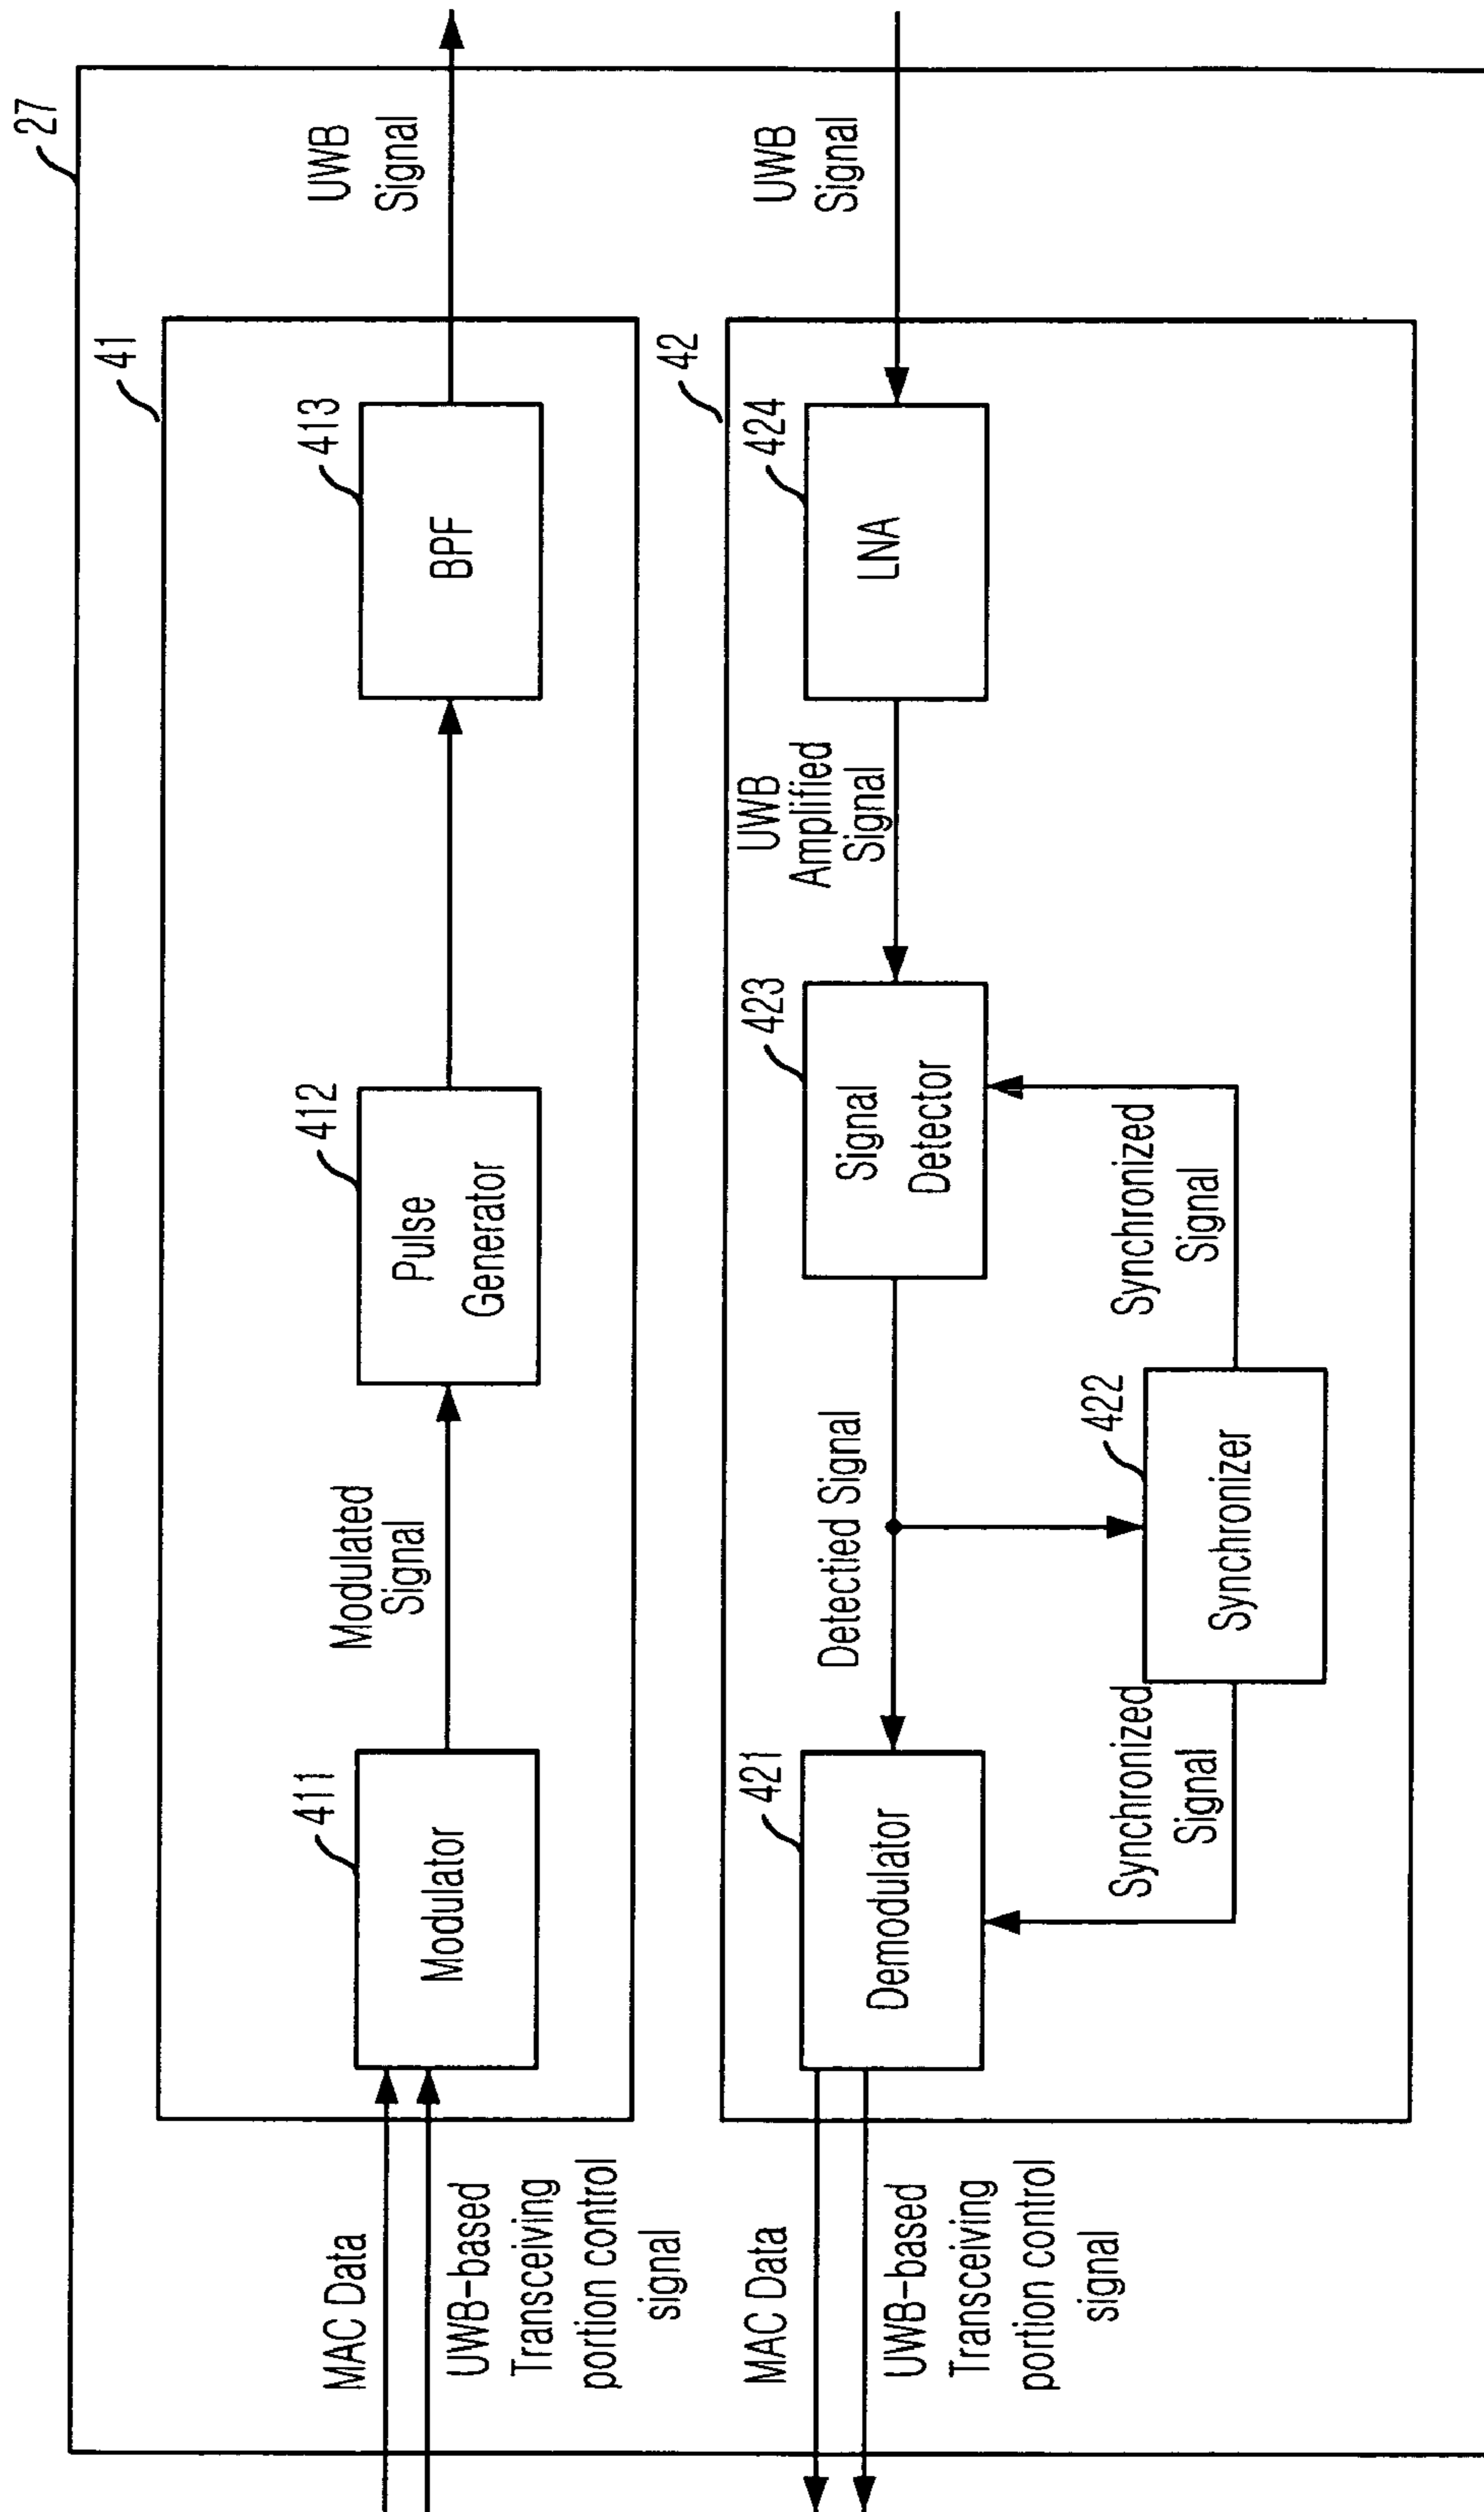 27
41
MAC Data
UWB-based
Transceiving
portion control
signal
411
Modulator
Modulated
Signal
412
Pulse
Generator
413
BPF
UWB
Signal
42
MAC Data
UWB-based
Transceiving
portion control
signal
421
Demodulator
Detectied Signal
423
Signal
Detector
UWB
Amplified
Signal
424
LNA
UWB
Signal
Synchronized
Signal
422
Synchronizer
Synchronized
Signal